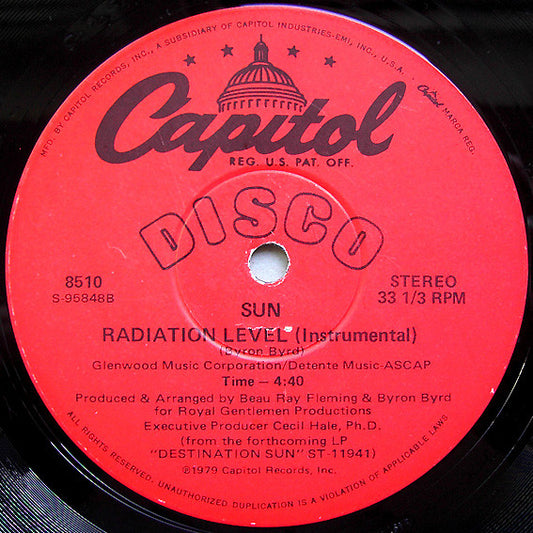 MFD. BY CAPITOL RECORDS, INC., A SUBSIDIARY OF CAPITOL INDUSTRIES-EMI, INC., U.S.A. • Capitol MARCA REG.
Capitol
REG. U.S. PAT. OFF.
DISCO
8510
S-95848B
STEREO
33 1/3 RPM
SUN
RADIATION LEVEL (Instrumental)
(Byron Byrd)
Glenwood Music Corporation/Detente Music-ASCAP
Time – 4:40
Produced & Arranged by Beau Ray Fleming & Byron Byrd
for Royal Gentlemen Productions
Executive Producer Cecil Hale, Ph.D.
(from the forthcoming LP
"DESTINATION SUN" ST-11941)
℗1979 Capitol Records, Inc.
ALL RIGHTS RESERVED. UNAUTHORIZED DUPLICATION IS A VIOLATION OF APPLICABLE LAWS